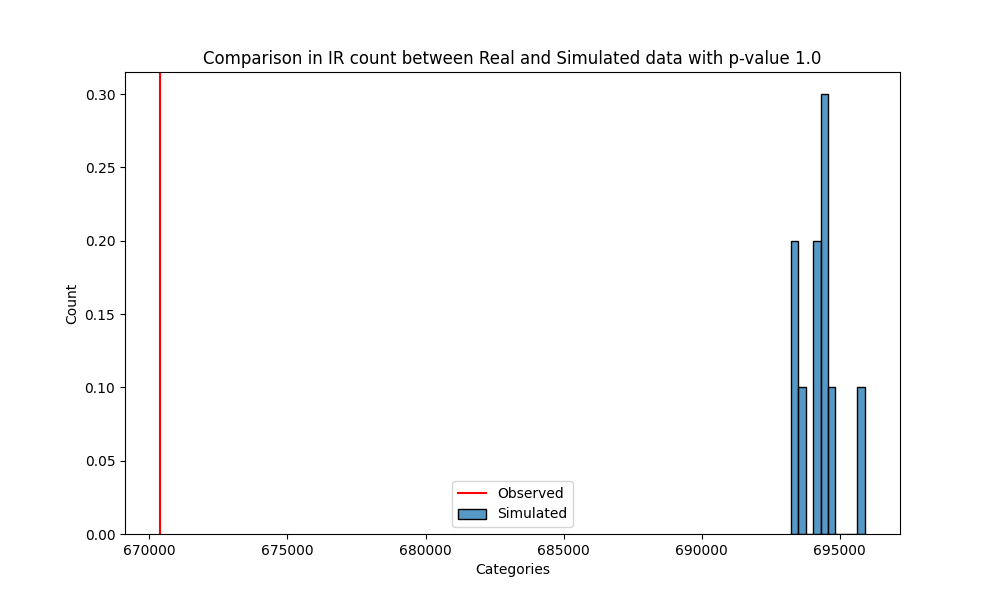 Comparison in IR count between Real and Simulated data with p-value 1.0
Count
0.30
0.25
0.20
0.15
0.10
0.05
0.00
Observed
Simulated
670000 675000 680000 685000 690000 695000
Categories